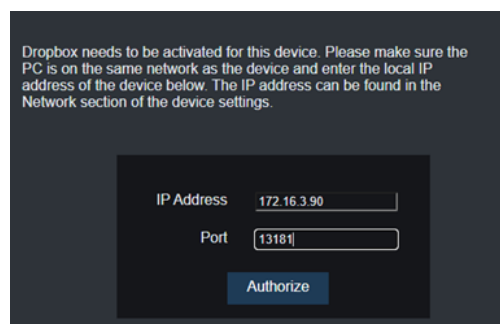 Dropbox needs to be activated for this device. Please make sure the
PC is on the same network as the device and enter the local IP
address of the device below. The IP address can be found in the
Network section of the device settings.
IP Address 172.16.3.90
Port 13181
Authorize